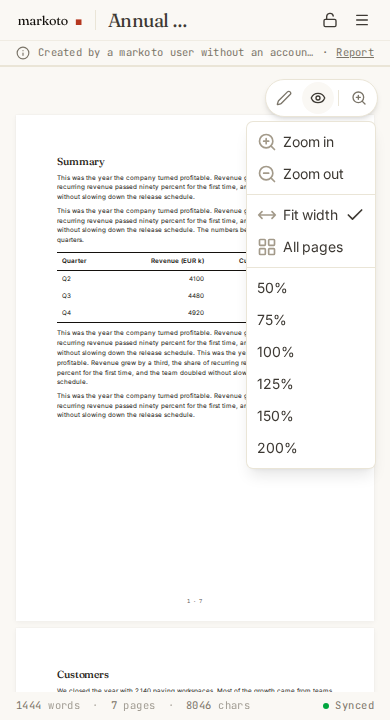 markoto
Annual ...
Created by a markoto user without an accoun… · Report
Zoom in
Zoom out
Fit width
All pages
50%
75%
100%
125%
150%
200%
Summary
This was the year the company turned profitable. Revenue
recurring revenue passed ninety percent for the first time,
without slowing down the release schedule.
This was the year the company turned profitable. Revenue
recurring revenue passed ninety percent for the first time,
without slowing down the release schedule. The numbers
quarters.
Quarter Revenue (EUR k)
Q2 4100
Q3 4480
Q4 4920
This was the year the company turned profitable. Revenue
recurring revenue passed ninety percent for the first time,
without slowing down the release schedule. This was the
profitable. Revenue grew by a third, the share of recurring
percent for the first time, and the team doubled without
schedule.
This was the year the company turned profitable. Revenue
recurring revenue passed ninety percent for the first time,
without slowing down the release schedule.
1 - 7
Customers
We closed the year with 2140 paying workspaces. Most of the growth came from teams
1444 words · 7 pages · 8046 chars
Synced